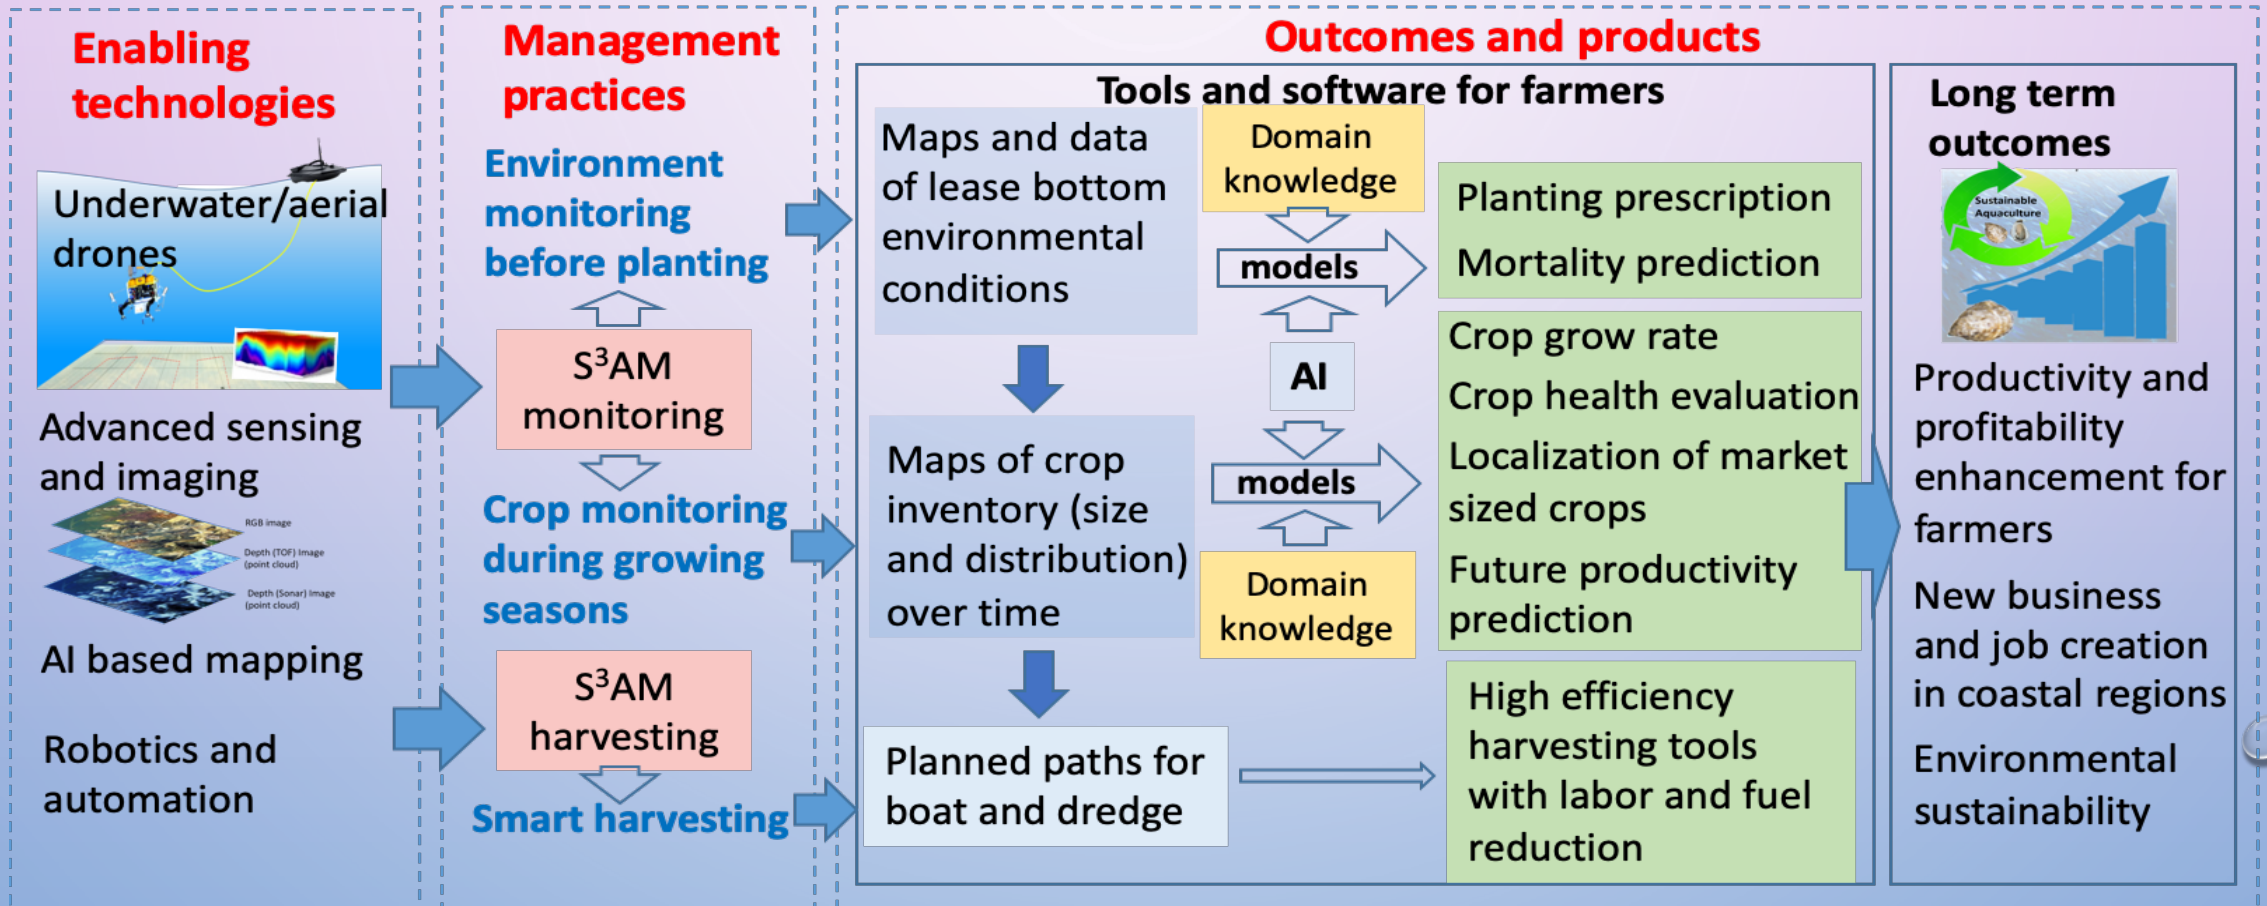 Enabling
technologies
Underwater/aerial
drones
Advanced sensing
and imaging
RGB image
Depth (TOF) Image
(point cloud)
Depth (Sonar) Image
(point cloud)
AI based mapping
Robotics and
automation
Management
practices
Environment
monitoring
before planting
S³AM
monitoring
Crop monitoring
during growing
seasons
S³AM
harvesting
Smart harvesting
Outcomes and products
Tools and software for farmers
Maps and data
of lease bottom
environmental
conditions
Maps of crop
inventory (size
and distribution)
over time
Planned paths for
boat and dredge
Domain
knowledge
models
AI
models
Domain
knowledge
Planting prescription
Mortality prediction
Crop grow rate
Crop health evaluation
Localization of market
sized crops
Future productivity
prediction
High efficiency
harvesting tools
with labor and fuel
reduction
Long term
outcomes
Sustainable
Aquaculture
Productivity and
profitability
enhancement for
farmers
New business
and job creation
in coastal regions
Environmental
sustainability